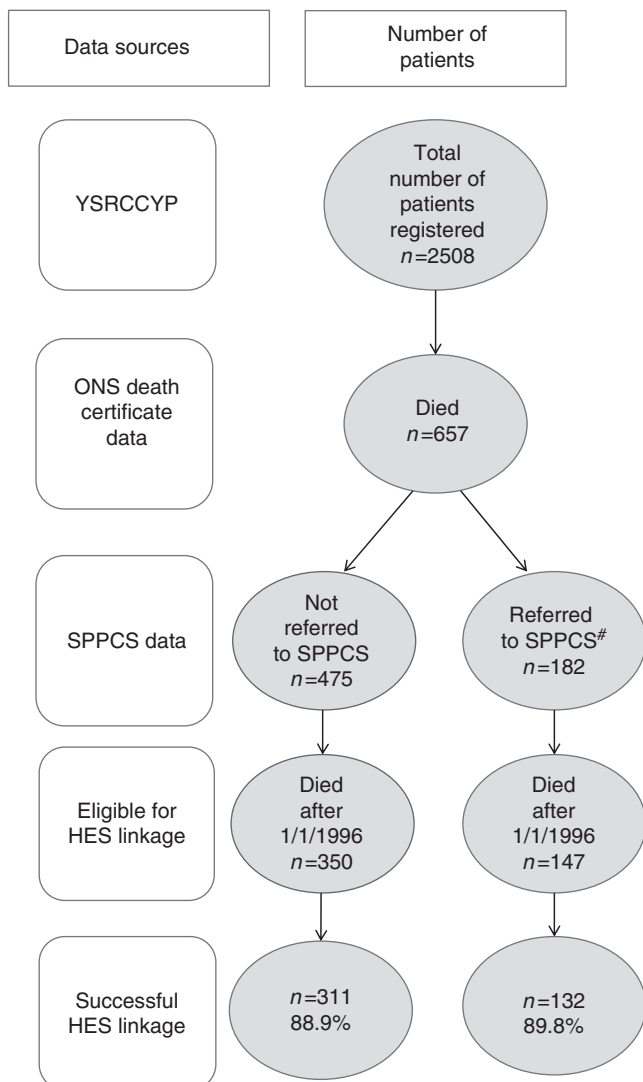 Data sources
Number of
patients
YSRCCYP
Total
number of
patients
registered
n=2508
ONS death
certificate
data
Died
n=657
SPPCS data
Not
referred
to SPPCS
n=475
Referred
to SPPCS#
n=182
Eligible for
HES linkage
Died
after
1/1/1996
n=350
Died
after
1/1/1996
n=147
Successful
HES linkage
n=311
88.9%
n=132
89.8%